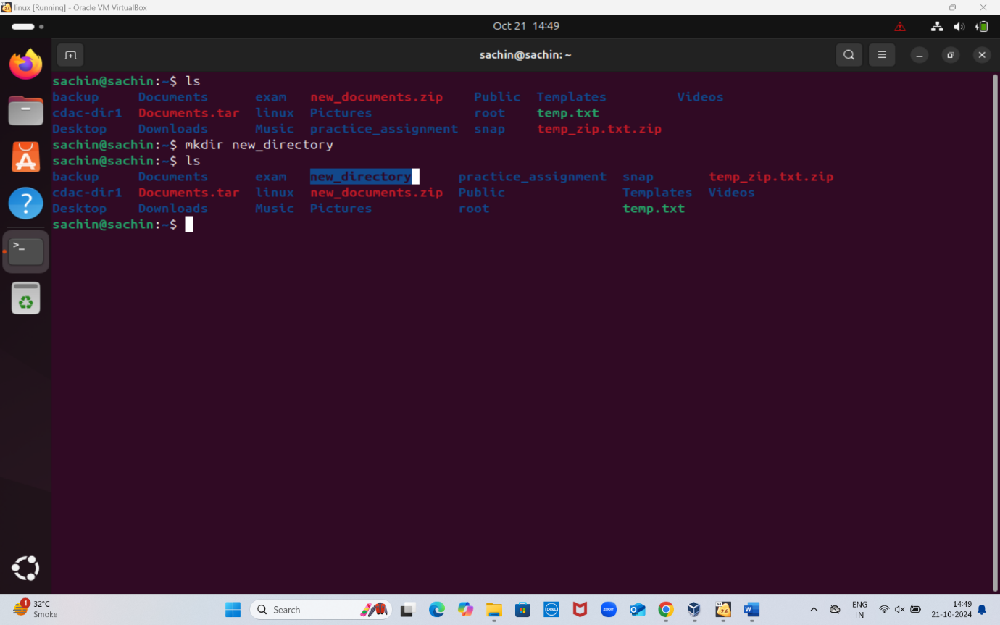 linux [Running] - Oracle VM VirtualBox
Oct 21 14:49
sachin@sachin: ~
sachin@sachin:~$ ls
backup Documents exam new_documents.zip Public Templates Videos
cdac-dir1 Documents.tar linux Pictures root temp.txt
Desktop Downloads Music practice_assignment snap temp_zip.txt.zip
sachin@sachin:~$ mkdir new_directory
sachin@sachin:~$ ls
backup Documents exam new_directory practice_assignment snap temp_zip.txt.zip
cdac-dir1 Documents.tar linux new_documents.zip Public Templates Videos
Desktop Downloads Music Pictures root temp.txt
sachin@sachin:~$
>_
1 32°C
Smoke
Search
DELL
zoom
2.6
W
ENG
IN
14:49
21-10-2024